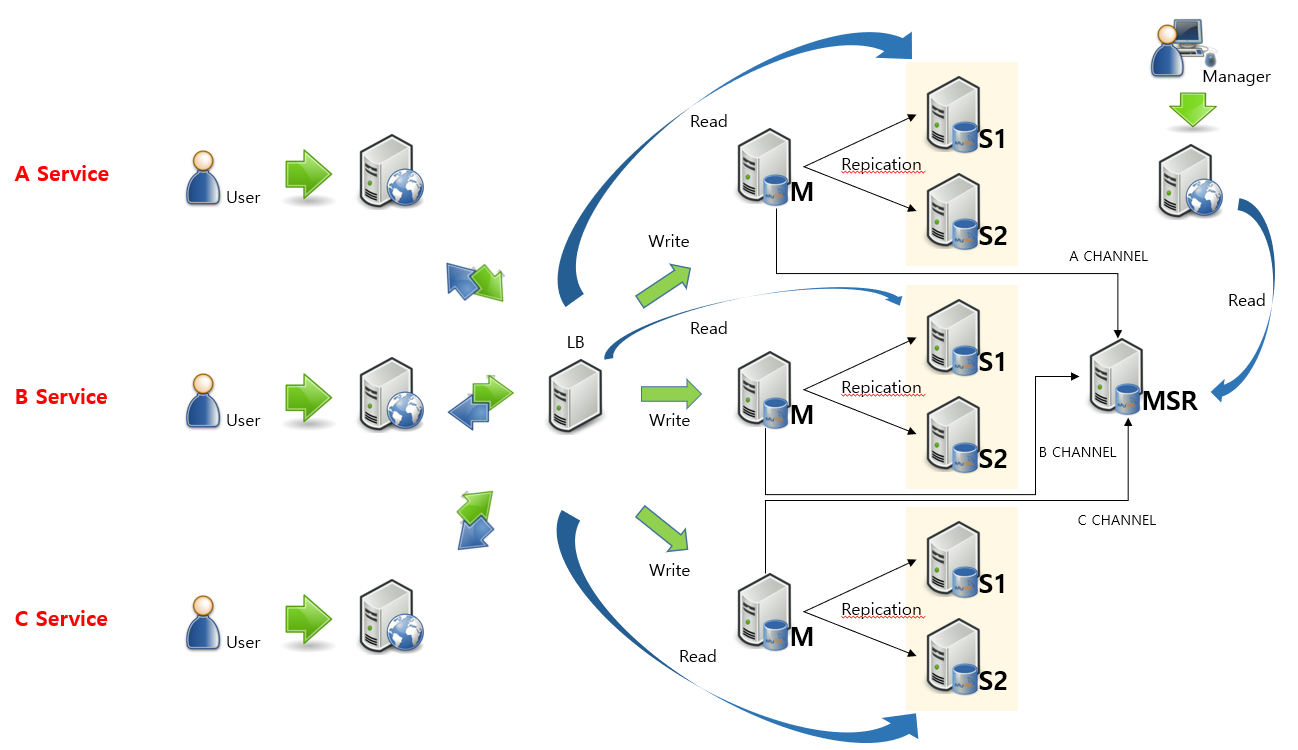 Manager
Read
S1
A Service
User
M
Repication
S2
Write
A CHANNEL
Read
Read
LB
S1
B Service
User
Write
M
Repication
MSR
S2
B CHANNEL
C CHANNEL
Write
S1
C Service
User
M
Repication
Read
S2